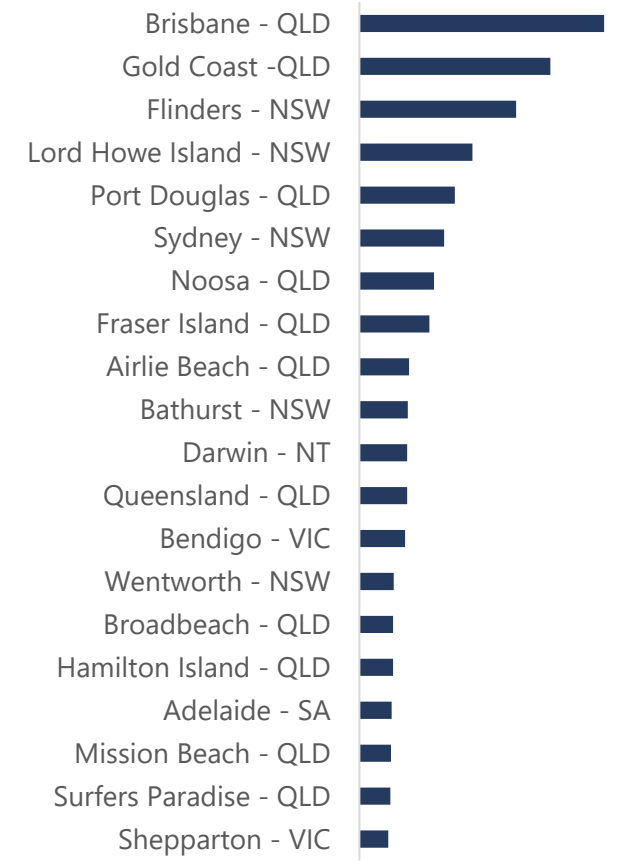 Brisbane - QLD
Gold Coast -QLD
Flinders - NSW
Lord Howe Island - NSW
Port Douglas - QLD
Sydney - NSW
Noosa - QLD
Fraser Island - QLD
Airlie Beach - QLD
Bathurst - NSW
Darwin - NT
Queensland - QLD
Bendigo - VIC
Wentworth - NSW
Broadbeach - QLD
Hamilton Island - QLD
Adelaide - SA
Mission Beach - QLD
Surfers Paradise - QLD
Shepparton - VIC